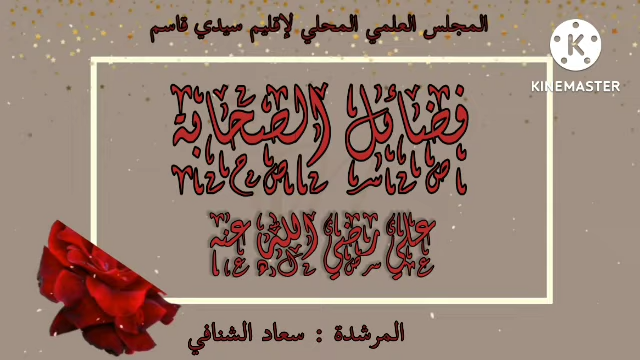 المجلس العلمي المحلي لإقليم سيدي قاسم
KINEMASTER
فضائل الصحابة
علي رضي الله عنه
المرشدة : سعاد الشنافي